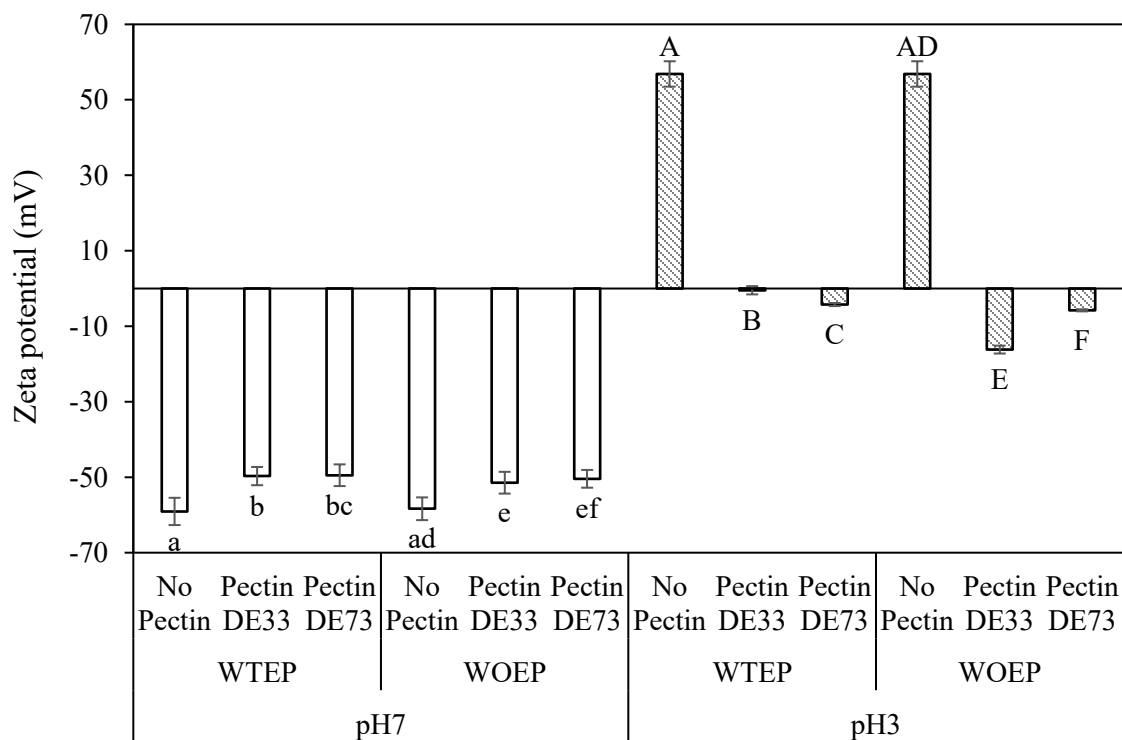 70
50
30
10
-10
-30
-50
-70
Zeta potential (mV)
A
AD
B
C
E
F
a
b
bc
ad
e
ef
No Pectin Pectin No Pectin Pectin No Pectin Pectin No Pectin Pectin
Pectin DE33 DE73 Pectin DE33 DE73 Pectin DE33 DE73 Pectin DE33 DE73
WTEP WOEP WTEP WOEP
pH7 pH3